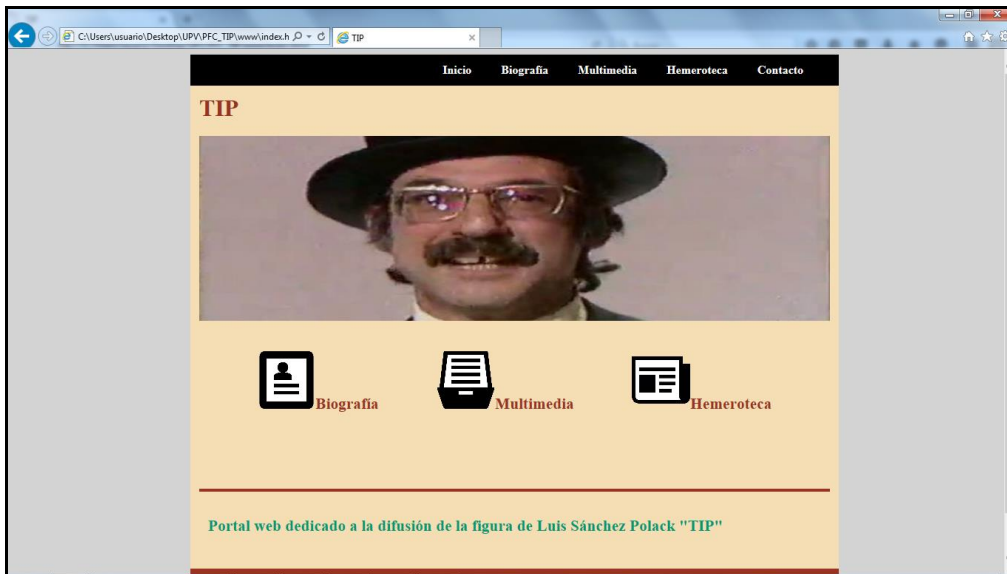 C:\Users\usuario\Desktop\UPV\PFC_TIP\www\index.h
TIP
Inicio Biografía Multimedia Hemeroteca Contacto
TIP
Biografía Multimedia Hemeroteca
Portal web dedicado a la difusión de la figura de Luis Sánchez Polack "TIP"